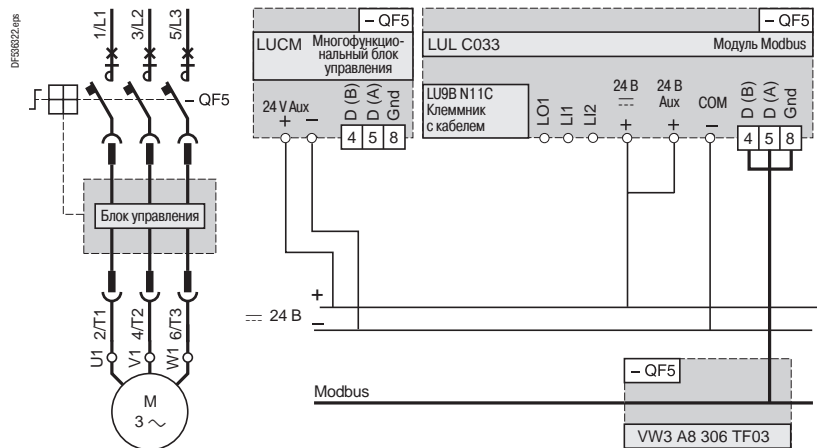 DF536322.eps
1/L1
3/L2
5/L3
– QF5
Блок управления
2/T1
4/T2
6/T3
U1
V1
W1
M
3
– QF5
LUCM
Многофункцио-
нальный блок
управления
24 V Aux
+
–
D (B)
D (A)
Gnd
4 5 8
– QF5
LUL C033
Модуль Modbus
LU9B N11C
Клеммник
с кабелем
LO1
LI1
LI2
24 В
+
24 В
Aux
+
COM
–
D (B)
D (A)
Gnd
4 5 8
+
24 В
–
Modbus
– QF5
VW3 A8 306 TF03